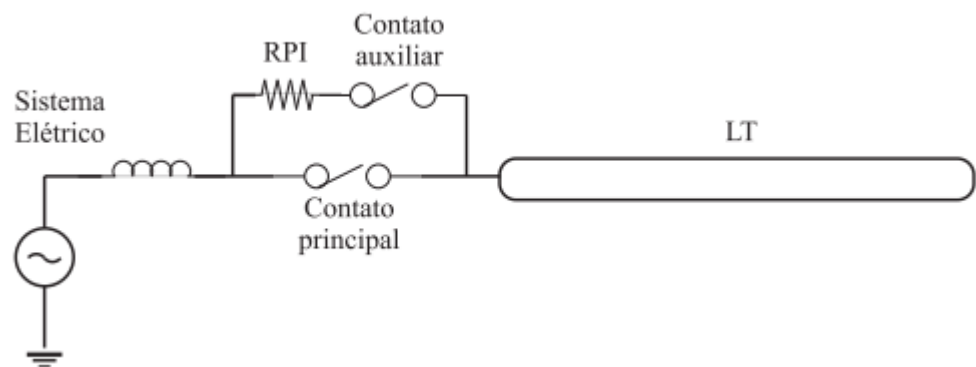 Contato
auxiliar
RPI
Sistema
Elétrico
LT
Contato
principal